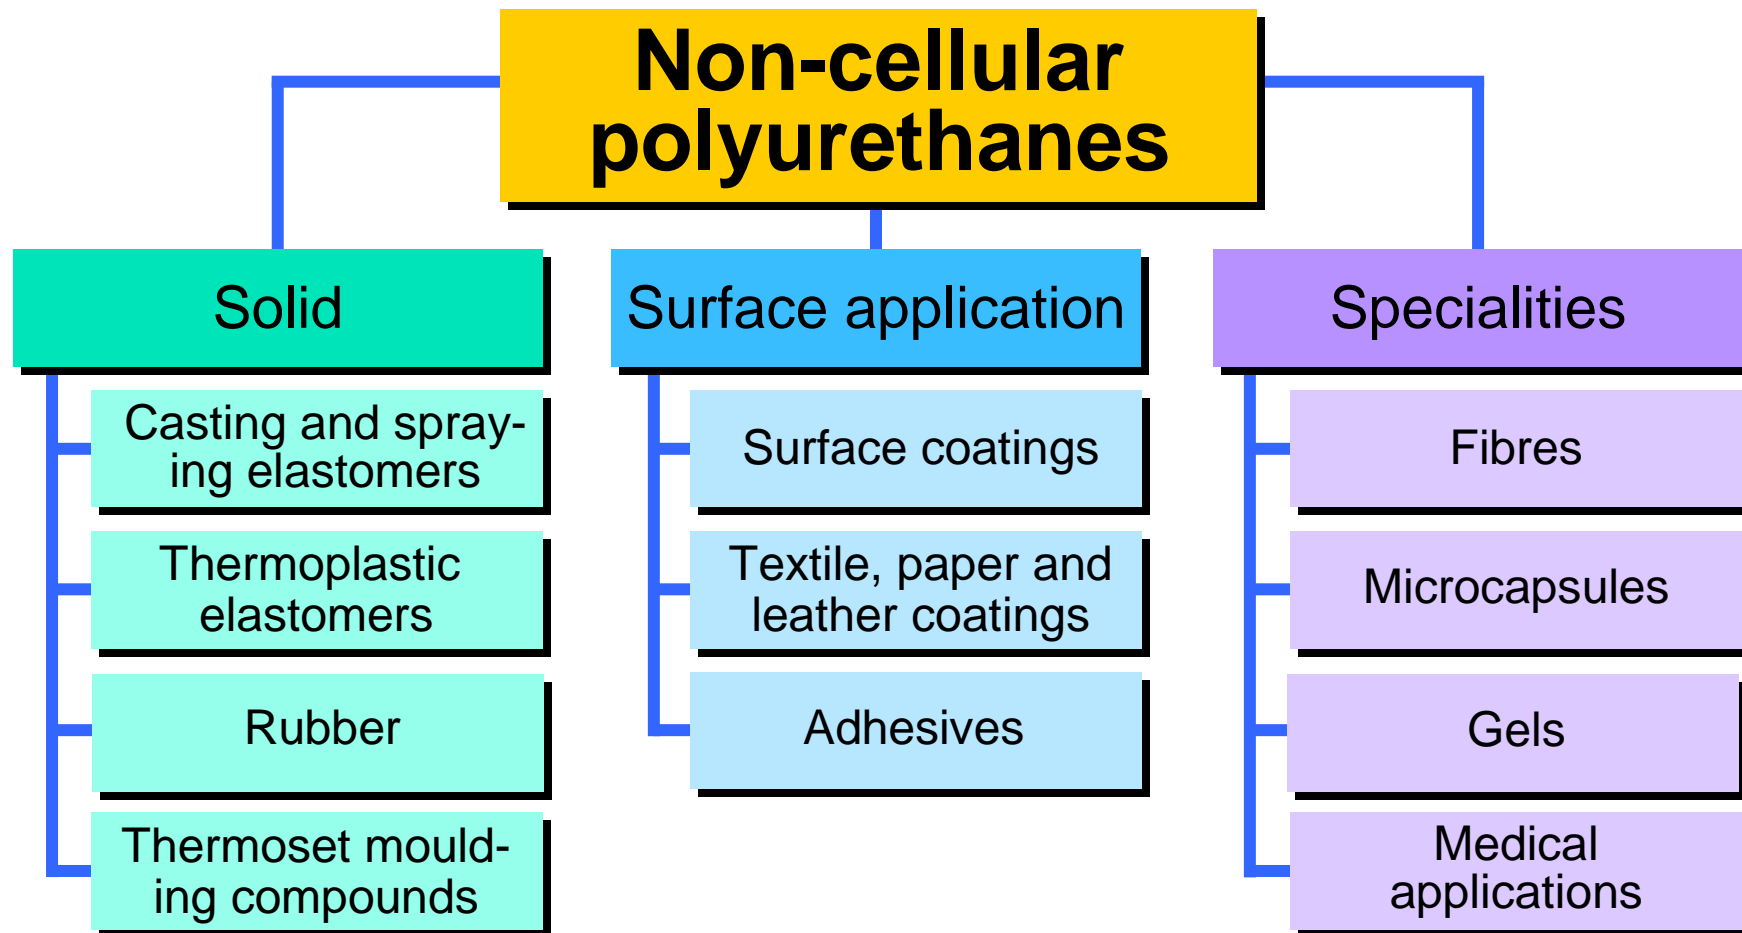 Non-cellular
polyurethanes
Solid
Casting and spray-
ing elastomers
Thermoplastic
elastomers
Rubber
Thermoset mould-
ing compounds
Surface application
Surface coatings
Textile, paper and
leather coatings
Adhesives
Specialities
Fibres
Microcapsules
Gels
Medical
applications